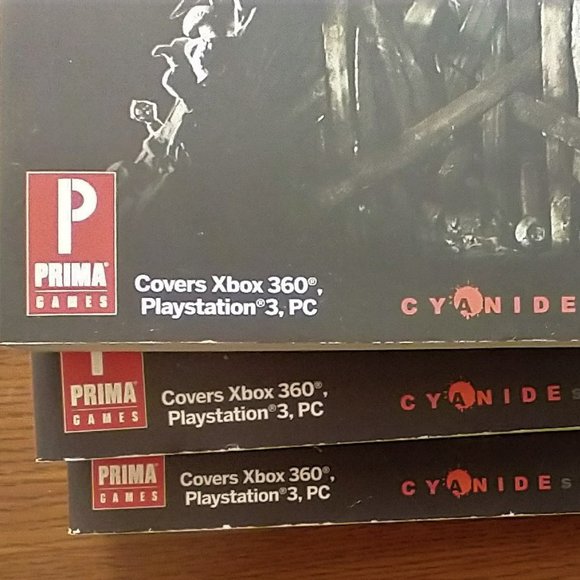 P
PRIMA®
GAMES
Covers Xbox 360®,
Playstation®3, PC
CYANIDE
PRIMA®
GAMES
Covers Xbox 360®,
Playstation®3, PC
CYANIDE S
PRIMA®
GAMES
Covers Xbox 360®,
Playstation®3, PC
CYANIDE S